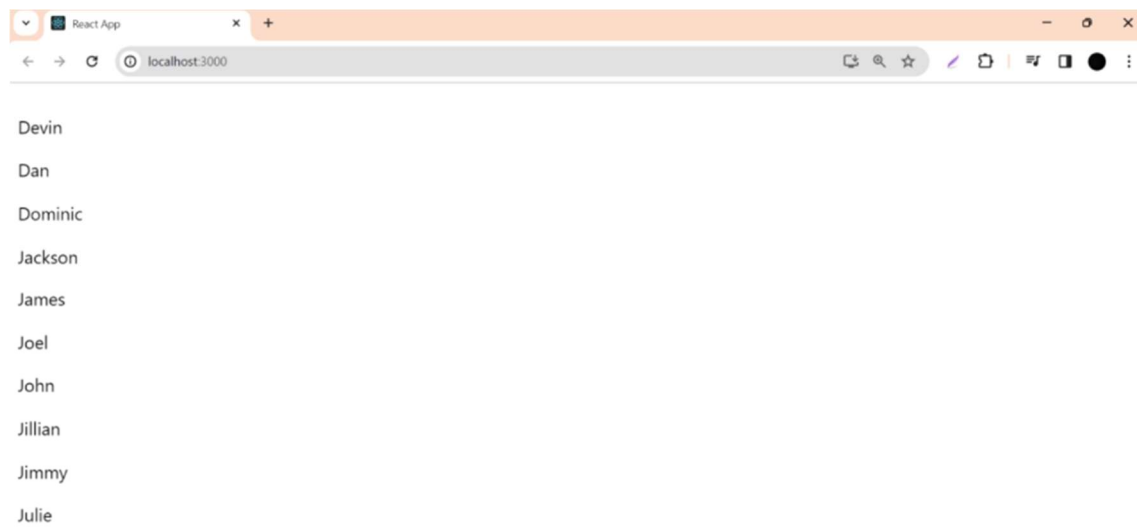 React App
localhost:3000
Devin
Dan
Dominic
Jackson
James
Joel
John
Jillian
Jimmy
Julie